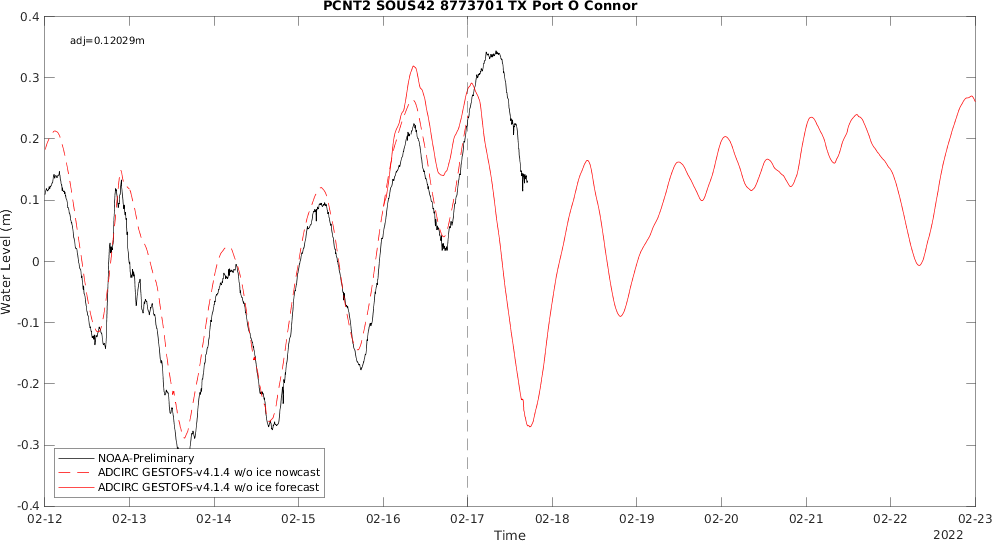 PCNT2 SOUS42 8773701 TX Port O Connor
adj=0.12029m
0.4
0.3
0.2
0.1
0
-0.1
-0.2
-0.3
-0.4
Water Level (m)
NOAA-Preliminary
ADCIRC GESTOFS-v4.1.4 w/o ice nowcast
ADCIRC GESTOFS-v4.1.4 w/o ice forecast
02-12 02-13 02-14 02-15 02-16 02-17 02-18 02-19 02-20 02-21 02-22 02-23
Time
2022